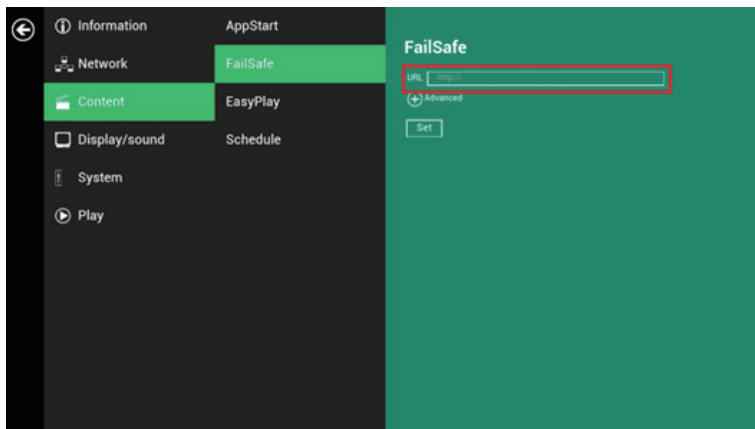 Information
Network
Content
Display/sound
System
Play
AppStart
FailSafe
EasyPlay
Schedule
FailSafe
URL http://
Advanced
Set